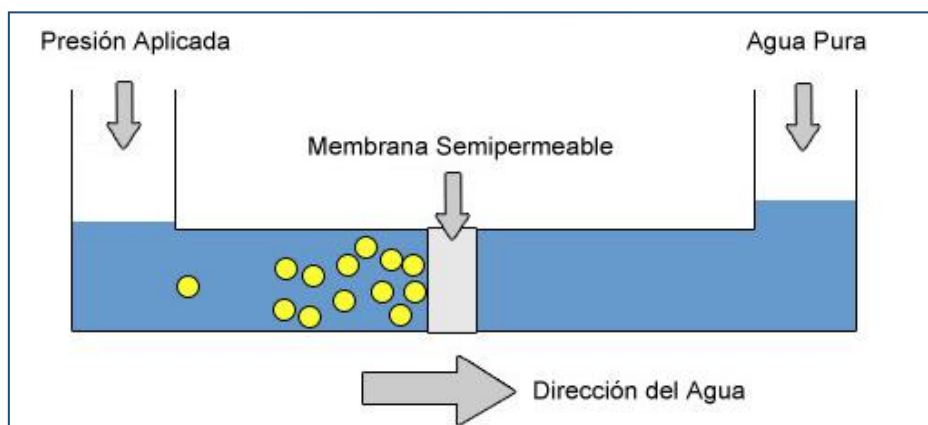 Presión Aplicada
Agua Pura
Membrana Semipermeable
Dirección del Agua